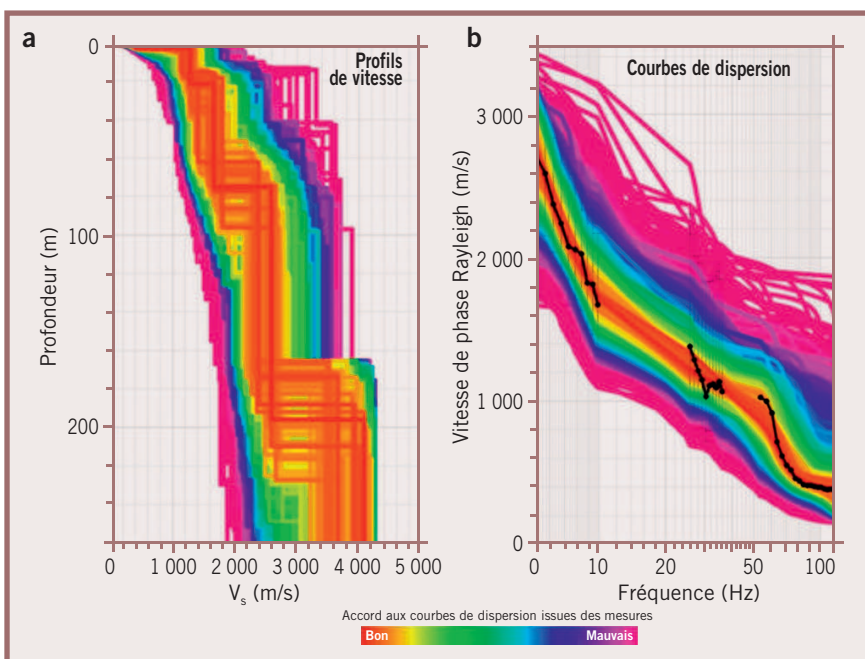 a
Profils
de vitesse
0
100
200
Profondeur (m)
0 1 000 2 000 3 000 4 000 5 000
Vs (m/s)
b
Courbes de dispersion
3 000
2 000
1 000
0
Vitesse de phase Rayleigh (m/s)
0 10 20 50 100
Fréquence (Hz)
Accord aux courbes de dispersion issues des mesures
Bon Mauvais